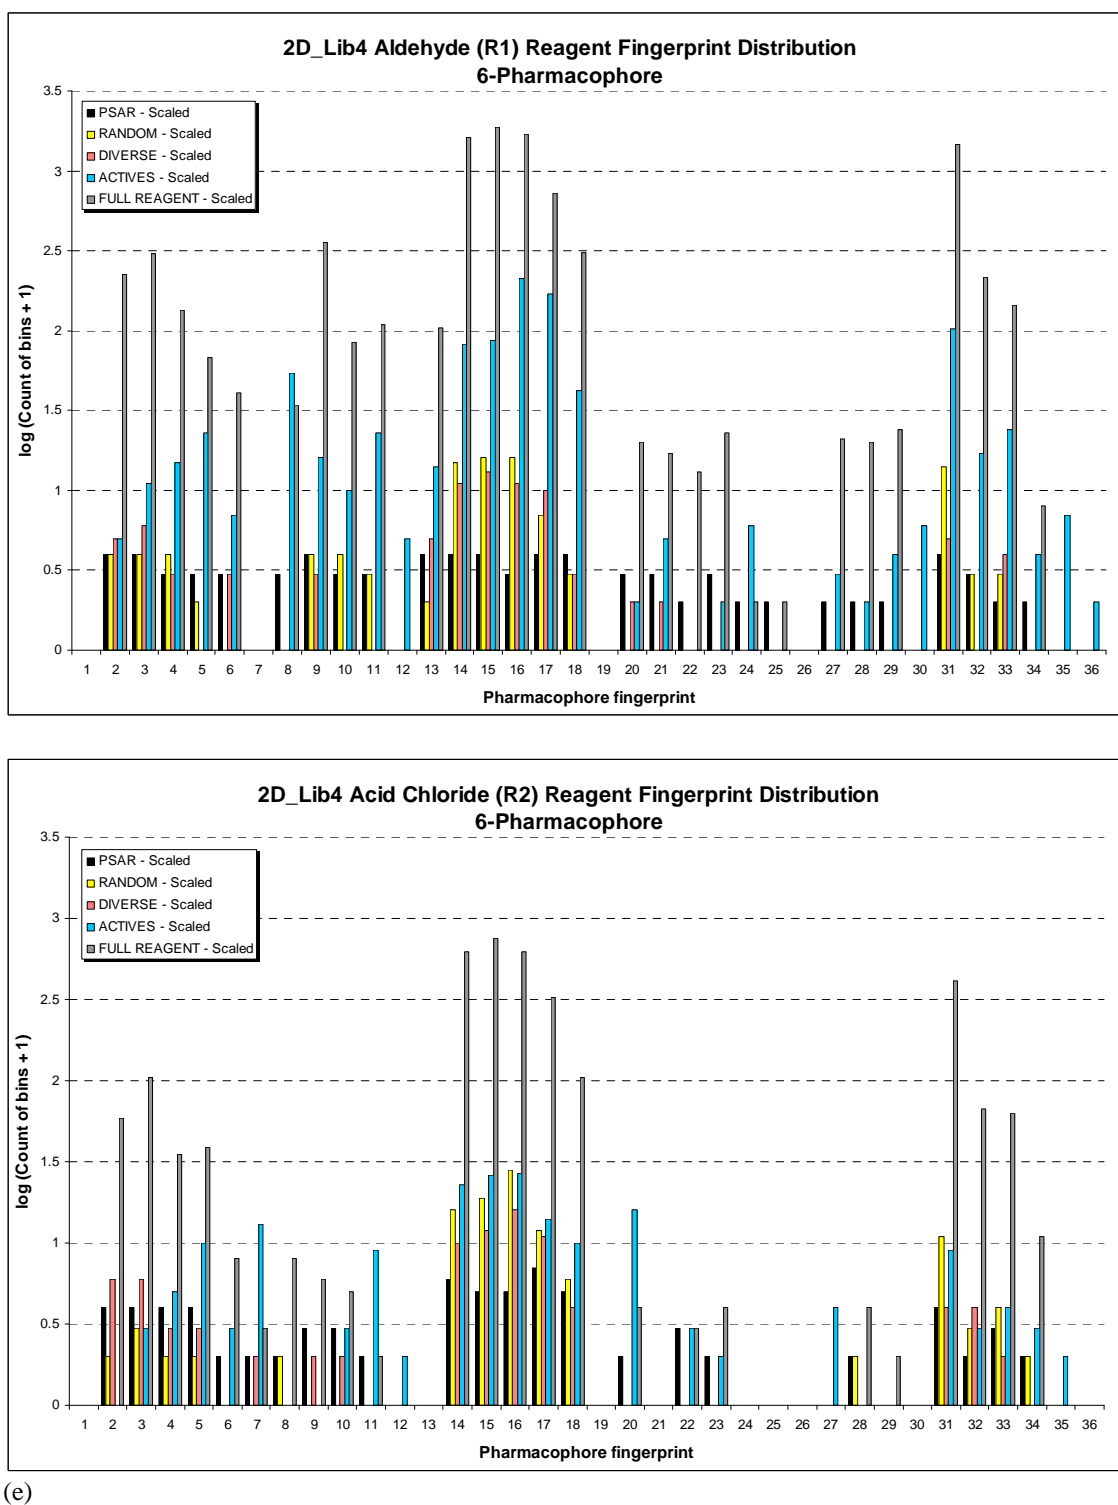 2D_Lib4 Aldehyde (R1) Reagent Fingerprint Distribution
6-Pharmacophore
3.5
3
2.5
2
1.5
1
0.5
0
log (Count of bins + 1)
PSAR - Scaled
RANDOM - Scaled
DIVERSE - Scaled
ACTIVES - Scaled
FULL REAGENT - Scaled
1 2 3 4 5 6 7 8 9 10 11 12 13 14 15 16 17 18 19 20 21 22 23 24 25 26 27 28 29 30 31 32 33 34 35 36
Pharmacophore fingerprint
2D_Lib4 Acid Chloride (R2) Reagent Fingerprint Distribution
6-Pharmacophore
3.5
3
2.5
2
1.5
1
0.5
0
log (Count of bins + 1)
PSAR - Scaled
RANDOM - Scaled
DIVERSE - Scaled
ACTIVES - Scaled
FULL REAGENT - Scaled
1 2 3 4 5 6 7 8 9 10 11 12 13 14 15 16 17 18 19 20 21 22 23 24 25 26 27 28 29 30 31 32 33 34 35 36
Pharmacophore fingerprint
(e)